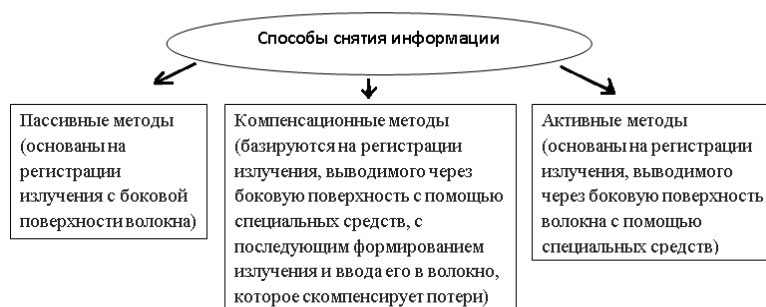 Способы снятия информации
Пассивные методы
(основаны на
регистрации
излучения с боковой
поверхности волокна)
Компенсационные методы
(базируются на регистрации
излучения, выводимого через
боковую поверхность с помощью
специальных средств, с
последующим формированием
излучения и ввода его в волокно,
которое скомпенсирует потери)
Активные методы
(основаны на регистрации
излучения, выводимого
через боковую поверхность
волокна с помощью
специальных средств)